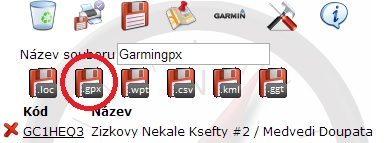 GARMIN
Název souboru Garmingpx
.loc .gpx .wpt .csv .kml .ggt
Kód Název
GC1HEQ3 Zizkovy Nekale Ksefty #2 / Medvedi Doupata